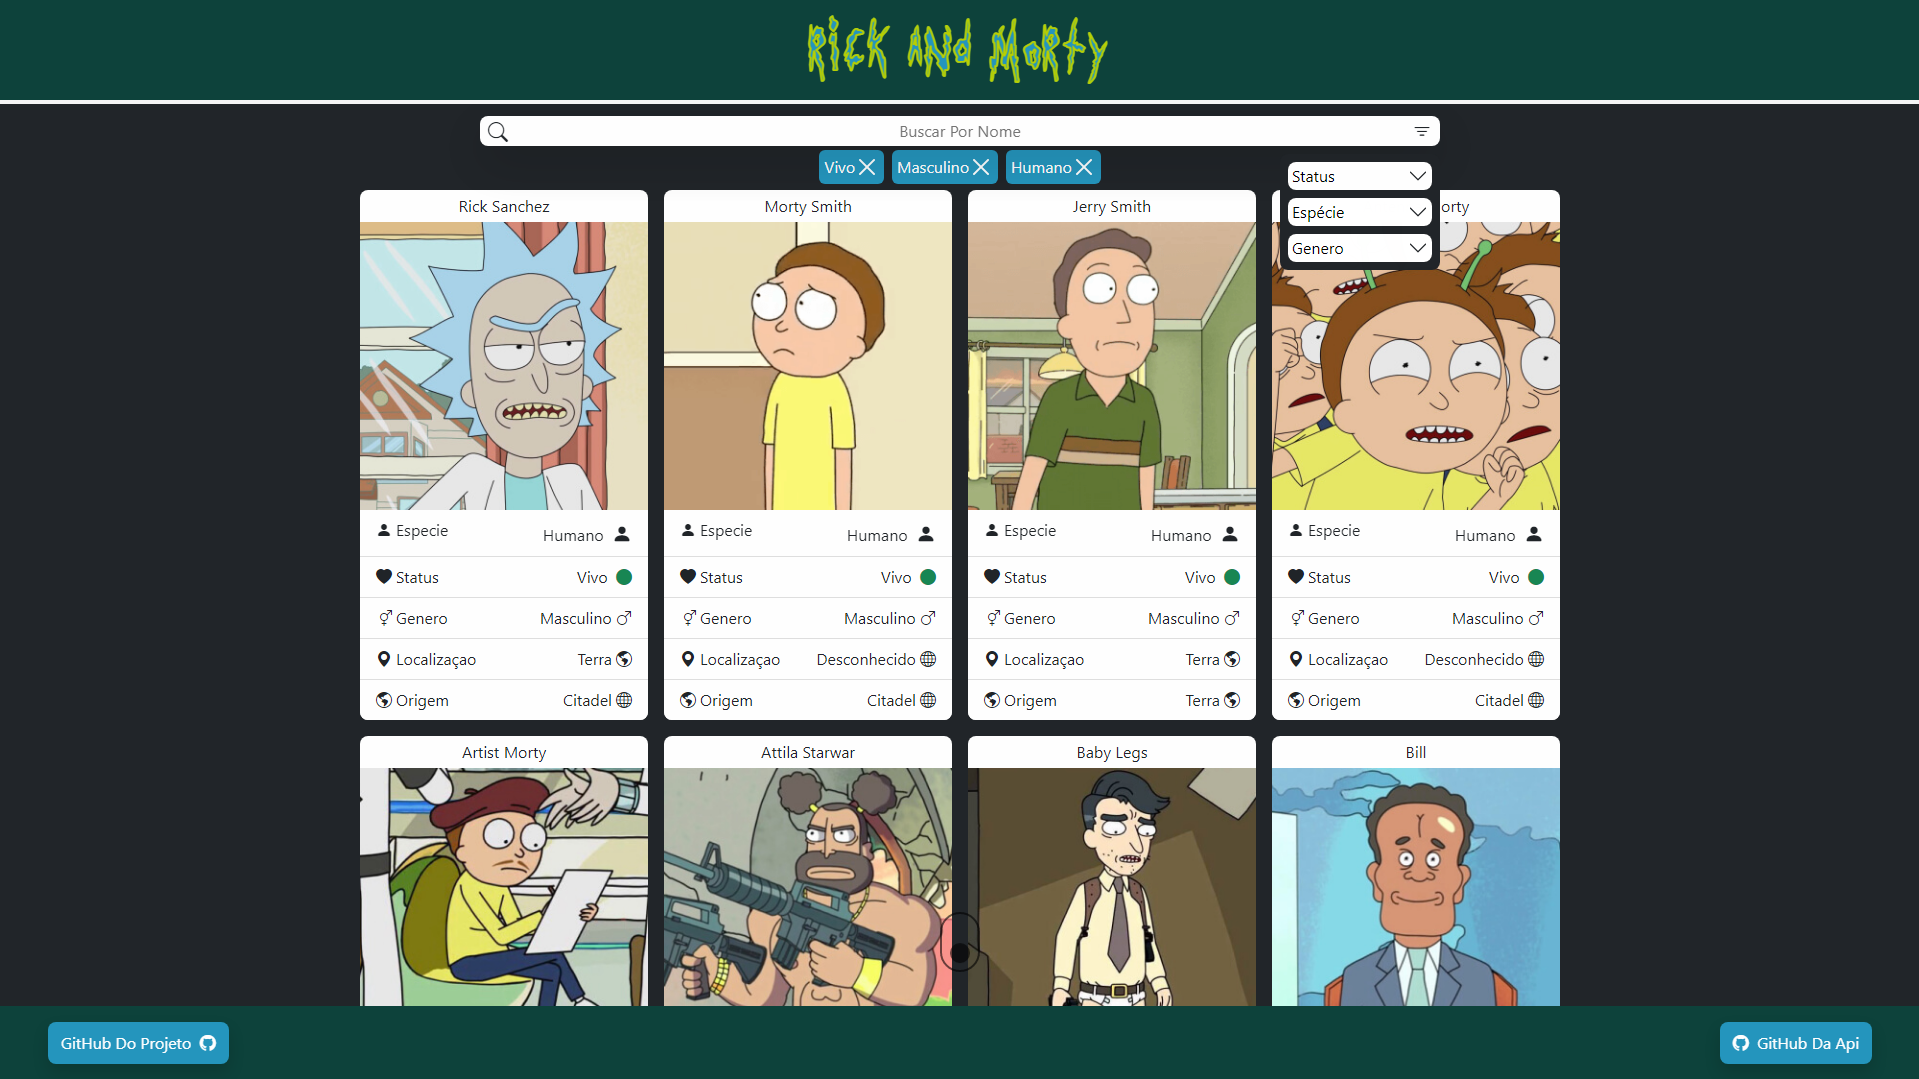 Rick and Morty
Buscar Por Nome
Vivo
Masculino
Humano
Status
Espécie
Genero
Rick Sanchez
Morty Smith
Jerry Smith
orty
Especie Humano
Status Vivo
Genero Masculino
Localizaçao Terra
Origem Citadel
Especie Humano
Status Vivo
Genero Masculino
Localizaçao Desconhecido
Origem Citadel
Especie Humano
Status Vivo
Genero Masculino
Localizaçao Terra
Origem Terra
Especie Humano
Status Vivo
Genero Masculino
Localizaçao Desconhecido
Origem Citadel
Artist Morty
Attila Starwar
Baby Legs
Bill
GitHub Do Projeto
GitHub Da Api